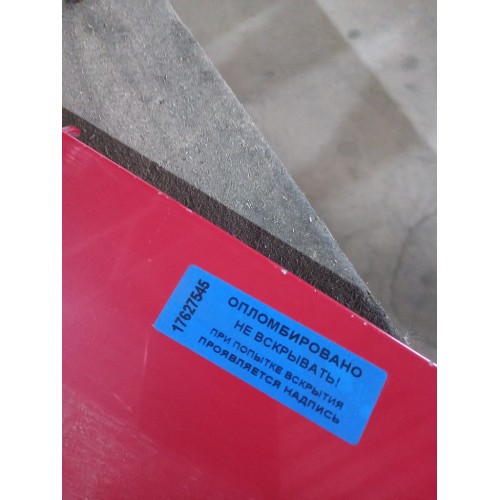 17627545
ОПЛОМБИРОВАНО
НЕ ВСКРЫВАТЬ!
ПРИ ПОПЫТКЕ ВСКРЫТИЯ
ПРОЯВЛЯЕТСЯ НАДПИСЬ